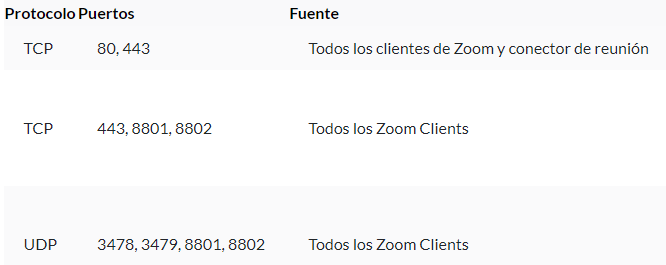 Protocolo Puertos Fuente
TCP 80, 443 Todos los clientes de Zoom y conector de reunión
TCP 443, 8801, 8802 Todos los Zoom Clients
UDP 3478, 3479, 8801, 8802 Todos los Zoom Clients